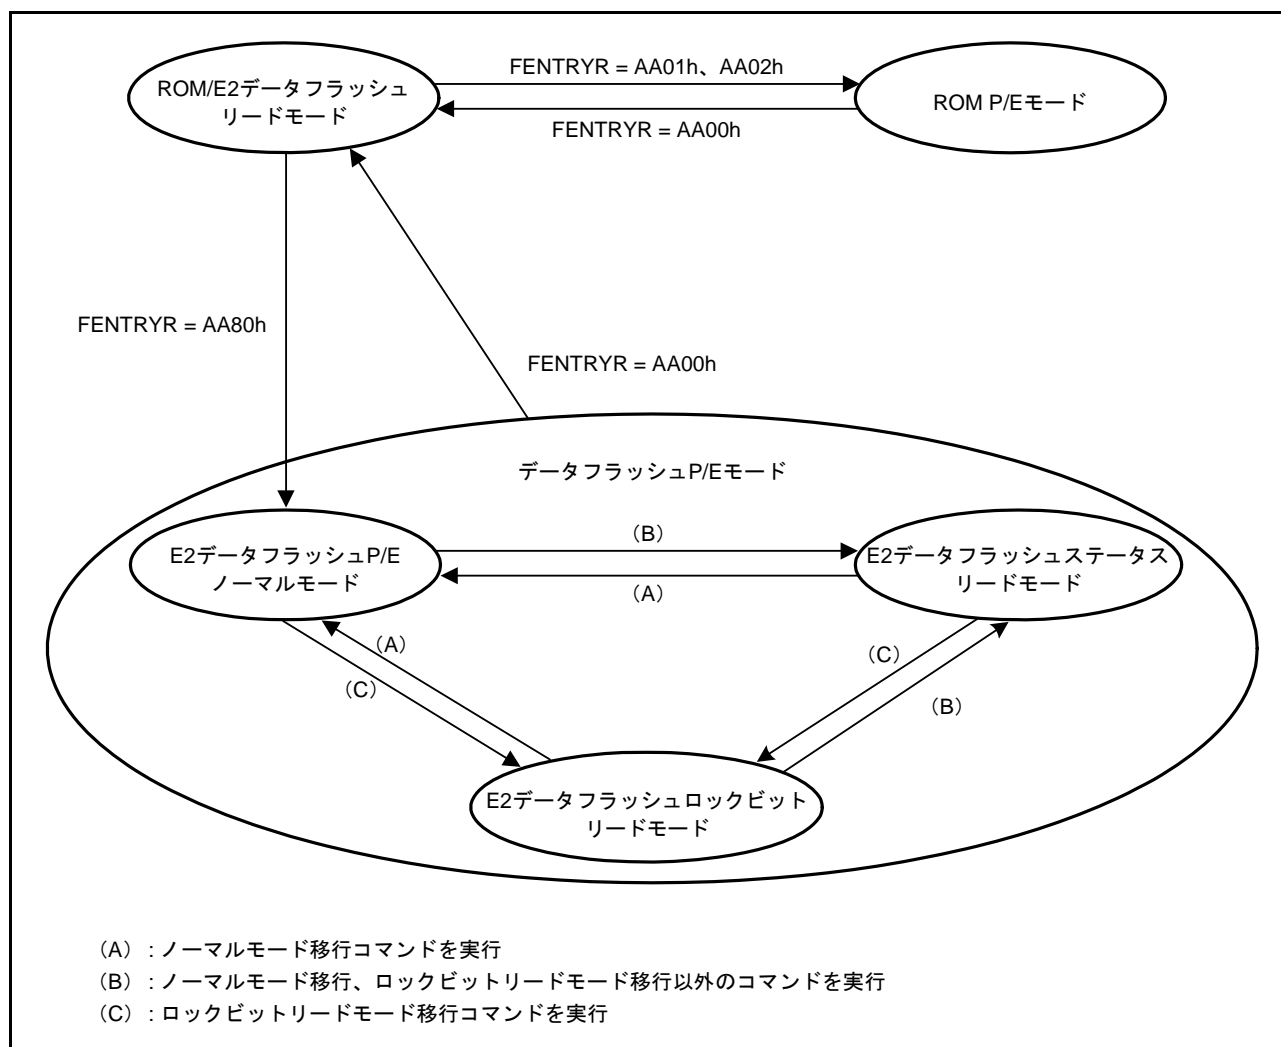 ROM/E2データフラッシュ
リードモード
FENTRYR = AA01h、AA02h
FENTRYR = AA00h
ROM P/Eモード
FENTRYR = AA80h
FENTRYR = AA00h
データフラッシュP/Eモード
E2データフラッシュP/E
ノーマルモード
(B)
(A)
E2データフラッシュステータス
リードモード
(A)
(C)
(C)
(B)
E2データフラッシュロックビット
リードモード
(A) : ノーマルモード移行コマンドを実行
(B) : ノーマルモード移行、ロックビットリードモード移行以外のコマンドを実行
(C) : ロックビットリードモード移行コマンドを実行